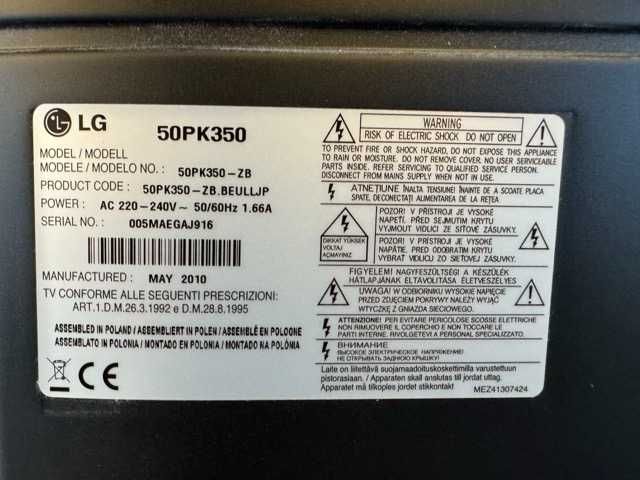 LG
50PK350
MODEL / MODELL
MODELE / MODELO NO. : 50PK350-ZB
PRODUCT CODE : 50PK350-ZB.BEULLJP
POWER : AC 220-240V~ 50/60Hz 1.66A
SERIAL NO. : 005MAEGAJ916
MANUFACTURED : MAY 2010
TV CONFORME ALLE SEGUENTI PRESCRIZIONI:
ART.1.D.M.26.3.1992 e D.M.28.8.1995
ASSEMBLED IN POLAND / ASSEMBLIERT IN POLEN / ASSEMBLÉ EN POLOGNE
ASSEMBLATO IN POLONIA / MONTADO EN POLONIA / MONTADO NA POLÔNIA
CE
WARNING
RISK OF ELECTRIC SHOCK DO NOT OPEN
TO PREVENT FIRE OR SHOCK HAZARD, DO NOT EXPOSE THIS APPLIANCE
TO RAIN OR MOISTURE. DO NOT REMOVE COVER. NO USER SERVICEABLE
PARTS INSIDE. REFER SERVICING TO QUALIFIED SERVICE PERSONNEL.
DISCONNECT FROM MAINS SUPPLY WHEN NOT IN USE.
ATNEŢIUNE ÎNALTA TENSIUNE! ÎNAINTE DE A SCOATE PLACA
SPATE, DECONECTAŢI ALIMENTAREA DE LA REŢEA
DIKKAT YÜKSEK
VOLTAJ
AÇMAYINIZ
POZOR! V PŘÍSTROJI JE VYSOKÉ
NAPĚTÍ. PŘED JEHO SEJMUTÍM KRYTU
VYJMOUT VIDLICI ZE SÍŤOVÉ ZÁSUVKY.
POZOR! V PRÍSTROJI JE VYSOKÉ
NAPÄTIE. PRED ODOBRATÍM KRYTU
VYBRAŤ VIDLICU ZO SIEŤOVEJ ZÁSUVKY.
FIGYELEM! NAGYFESZÜLTSÉG! A KÉSZÜLÉK
HÁTLAPJÁNAK ELTÁVOLÍTÁSA ÉLETVESZÉLYES
UWAGA! W ODBIORNIKU WYSOKIE NAPIĘCIE
PRZED ZDJĘCIEM POKRYWY NALEŻY WYJĄĆ
WTYCZKĘ Z GNIAZDA SIECIOWEGO.
ATTENZIONE! PER EVITARE PERICOLOSE SCOSSE ELETTRICHE
NON RIMUOVERE IL COPERCHIO E NON TOCCARE LE
PARTI INTERNE. RIVOLGETEVI A PERSONAL SPECIALIZZATO.
ВНИМАНИЕ
ВЫСОКОЕ ЭЛЕКТРИЧЕСКОЕ НАПРЯЖЕНИЕ!
НЕ ОТКРЫВАТЬ ЗАДНЮЮ КРЫШКУ!
Laite on liitettävä suojamaadoituskoskettimilla varustettuun
pistorasiaan. / Apparaten skall anslutas till jordat uttag.
Apparatet må tilkoples jordet stikkontakt. MEZ41307424